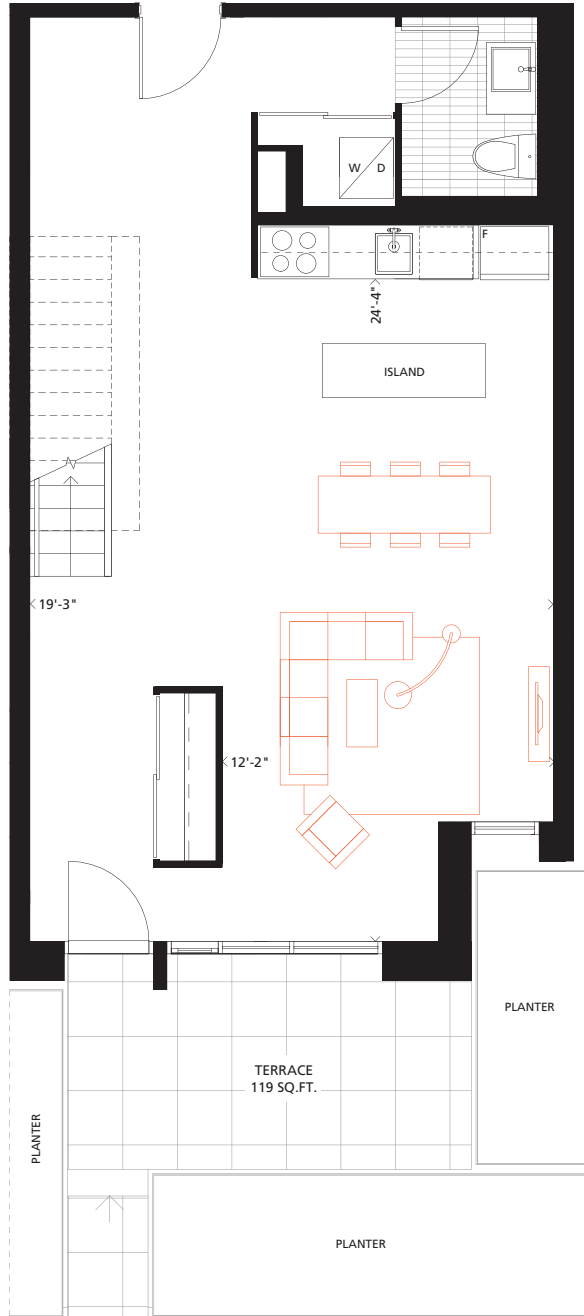 W D
F
24'-4"
ISLAND
19'-3"
12'-2"
PLANTER
TERRACE
119 SQ.FT.
PLANTER
PLANTER